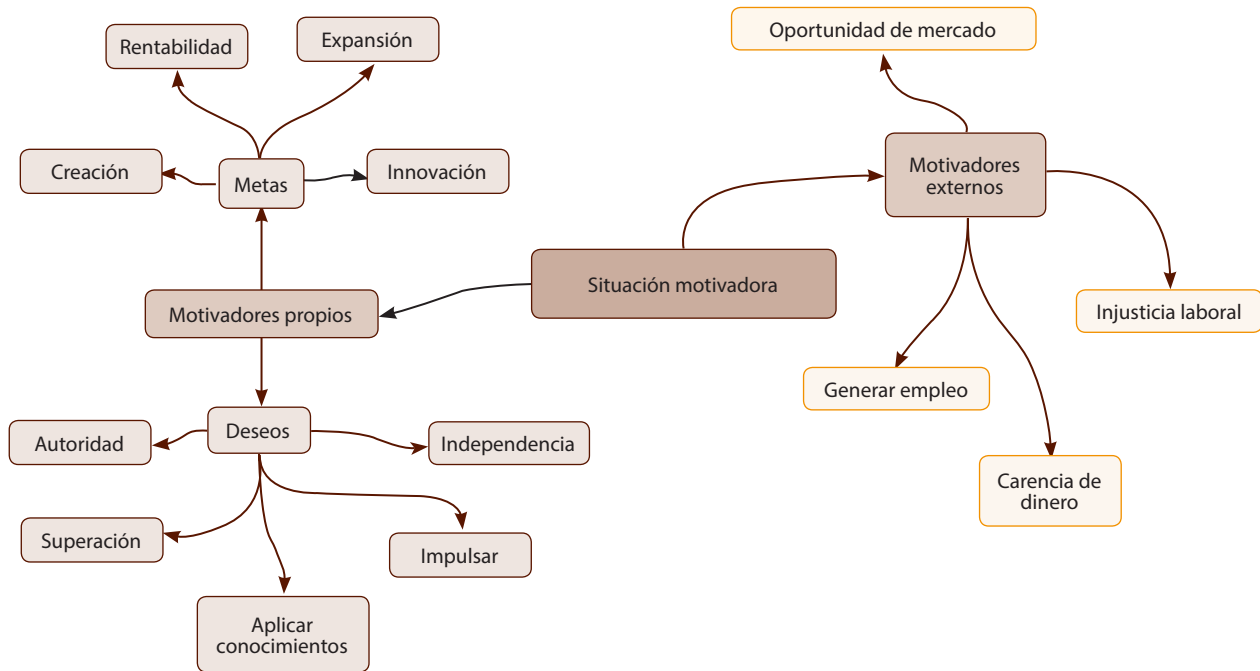 Rentabilidad
Expansión
Oportunidad de mercado
Creación
Metas
Innovación
Motivadores
externos
Situación motivadora
Motivadores propios
Injusticia laboral
Generar empleo
Autoridad
Deseos
Independencia
Carencia de
dinero
Superación
Impulsar
Aplicar
conocimientos